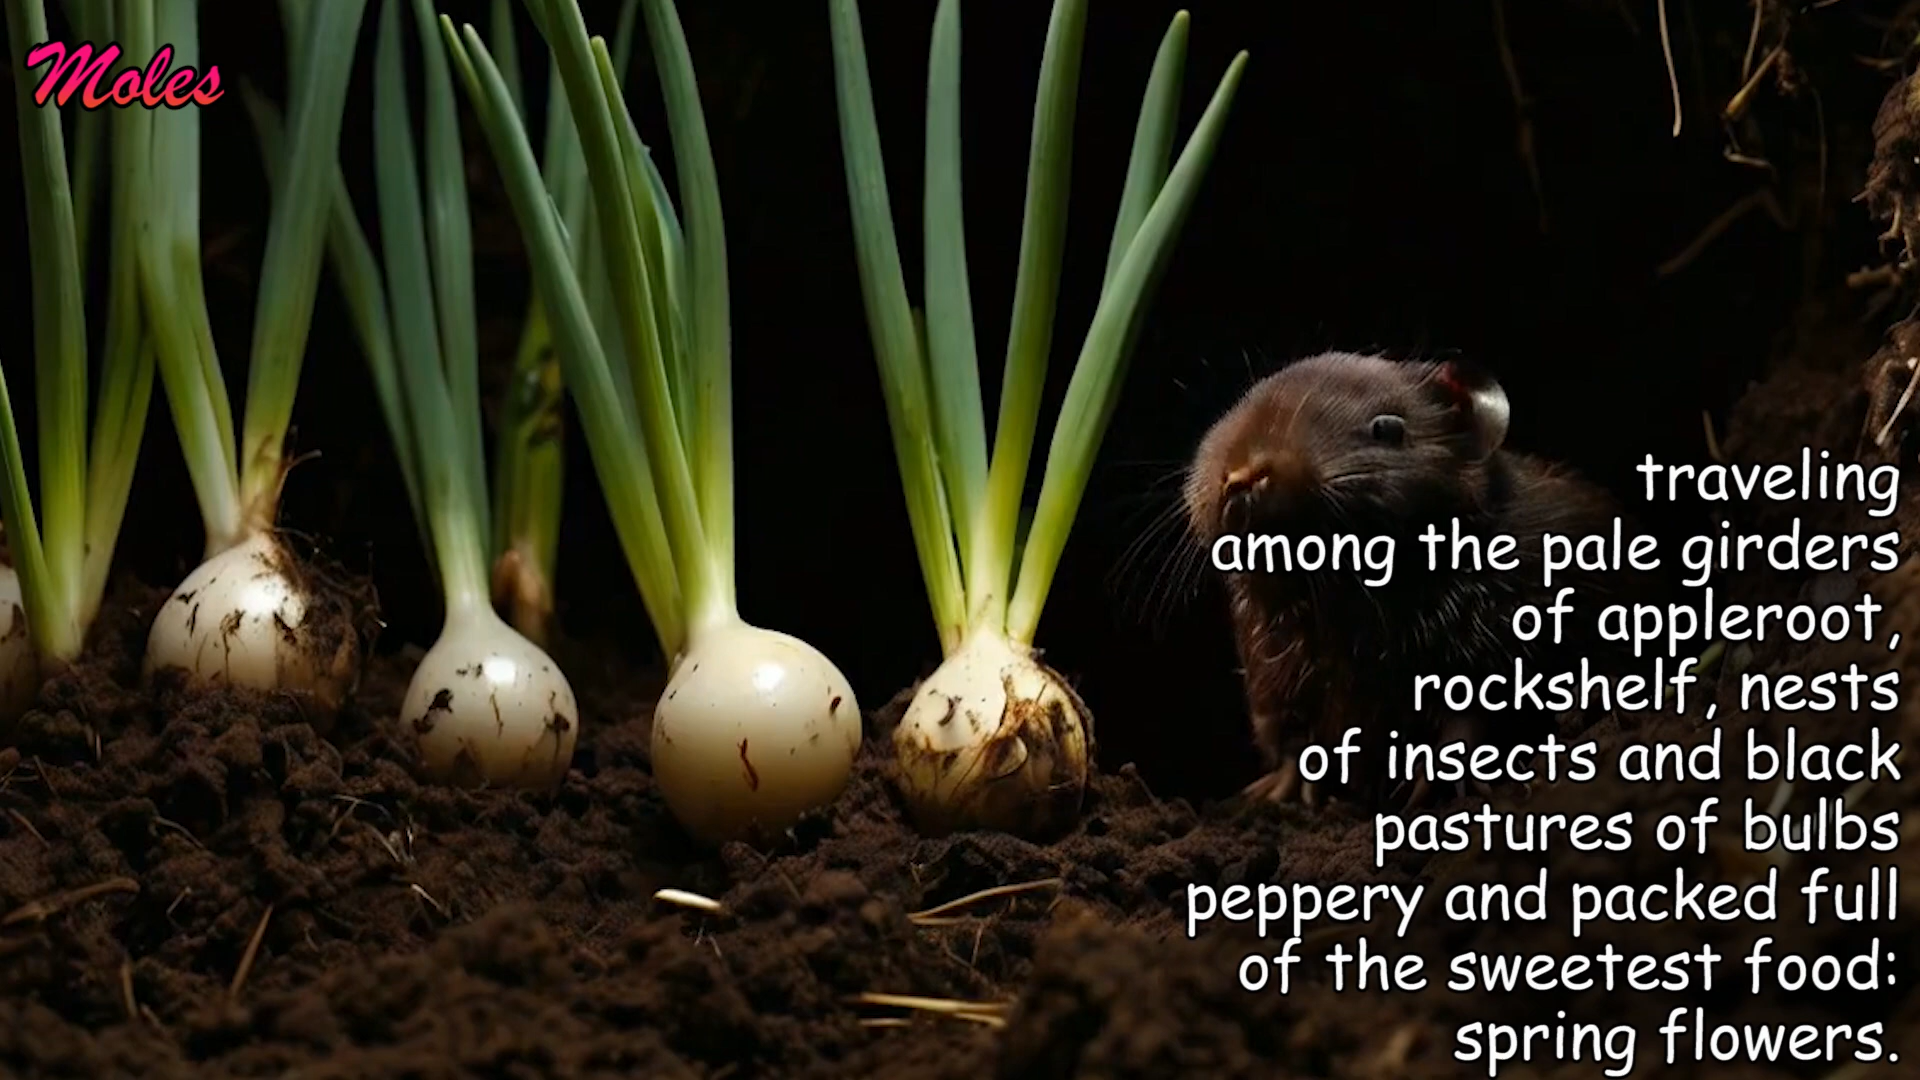 Moles
traveling
among the pale girders
of appleroot,
rockshelf, nests
of insects and black
pastures of bulbs
peppery and packed full
of the sweetest food:
spring flowers.